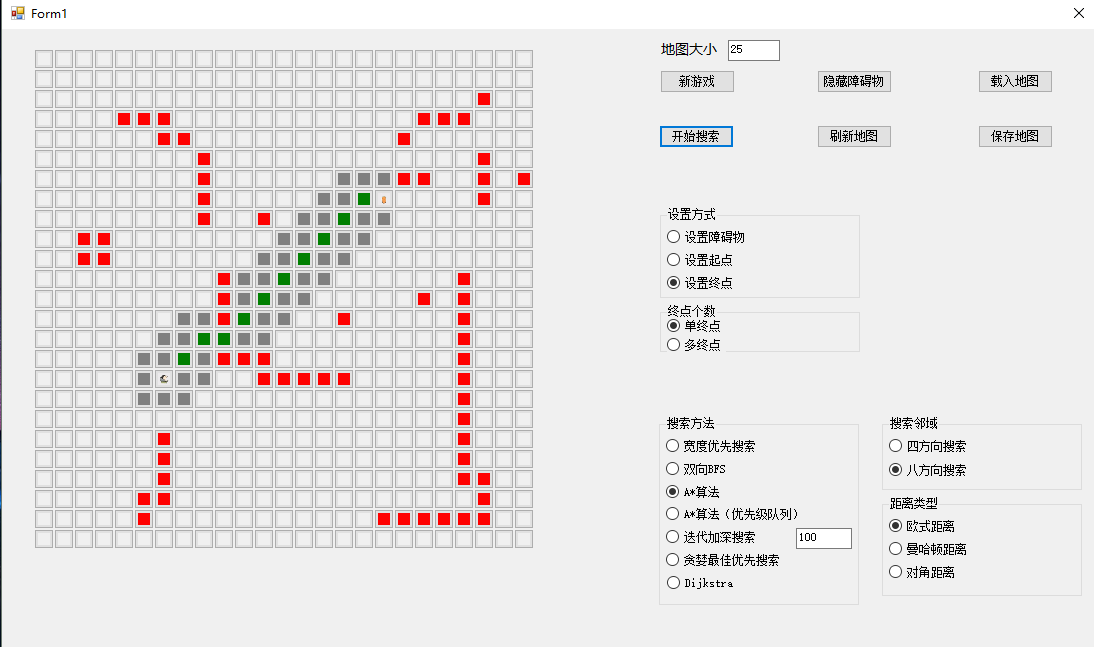 Form1
地图大小 25
新游戏 隐藏障碍物 载入地图
开始搜索 刷新地图 保存地图
设置方式
设置障碍物
设置起点
设置终点
终点个数
单终点
多终点
搜索方法
宽度优先搜索
双向BFS
A*算法
A*算法（优先级队列）
迭代加深搜索 100
贪婪最佳优先搜索
Dijkstra
搜索邻域
四方向搜索
八方向搜索
距离类型
欧式距离
曼哈顿距离
对角距离